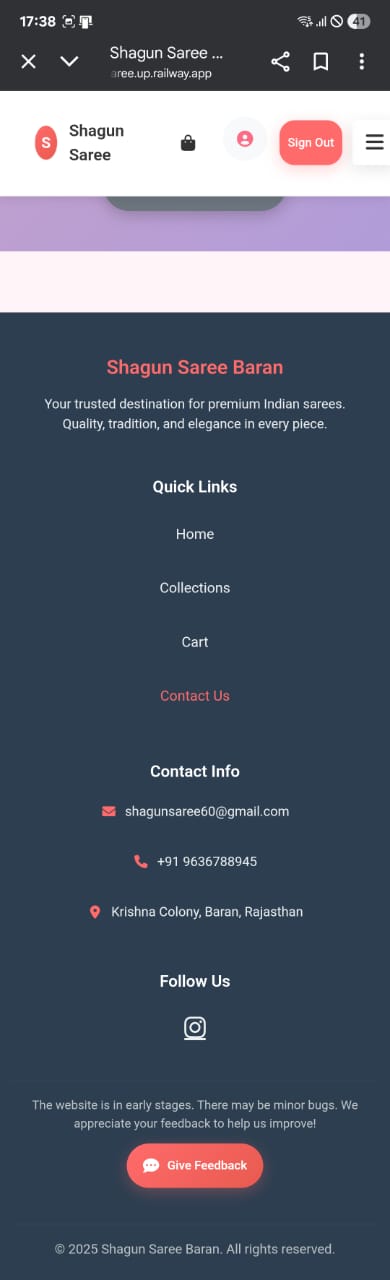 17:38
41
Shagun Saree ...
aree.up.railway.app
S
Shagun
Saree
Sign Out
Shagun Saree Baran
Your trusted destination for premium Indian sarees.
Quality, tradition, and elegance in every piece.
Quick Links
Home
Collections
Cart
Contact Us
Contact Info
shagunsaree60@gmail.com
+91 9636788945
Krishna Colony, Baran, Rajasthan
Follow Us
The website is in early stages. There may be minor bugs. We
appreciate your feedback to help us improve!
Give Feedback
© 2025 Shagun Saree Baran. All rights reserved.